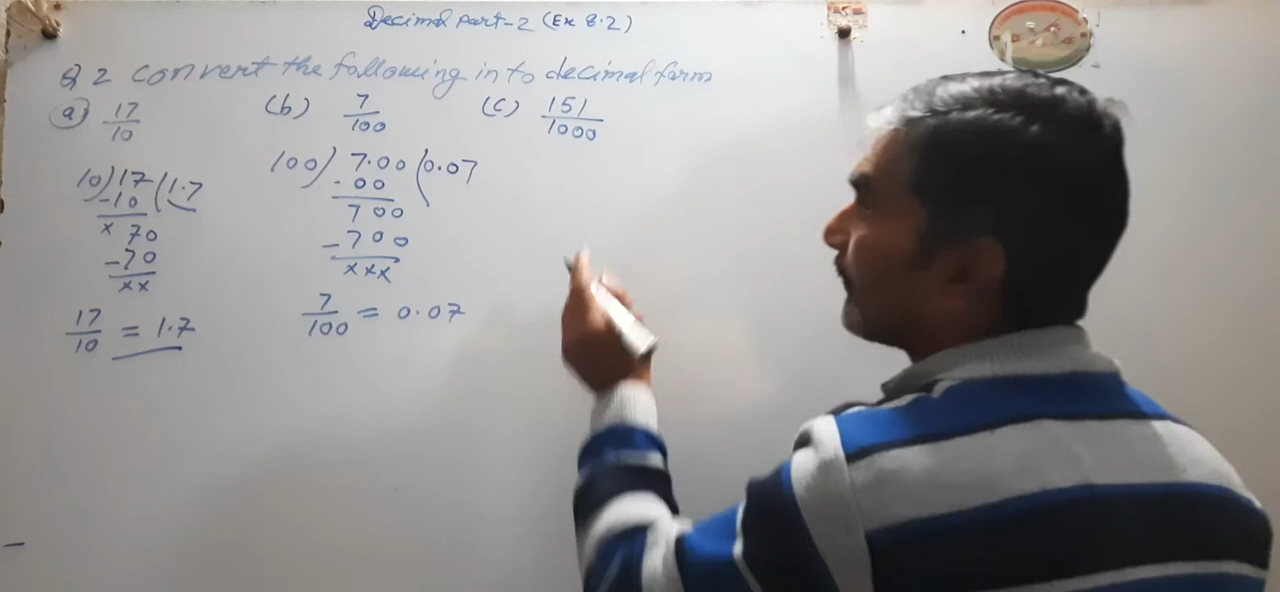 Decimal Part-2 (Ex 8.2)
Q 2 convert the following in to decimal form
(a) 17/10 (b) 7/100 (c) 151/1000
10)17(1.7
-10
x 70
-70
xx
17/10 = 1.7
100)7.00(0.07
-00
700
-700
xxx
7/100 = 0.07